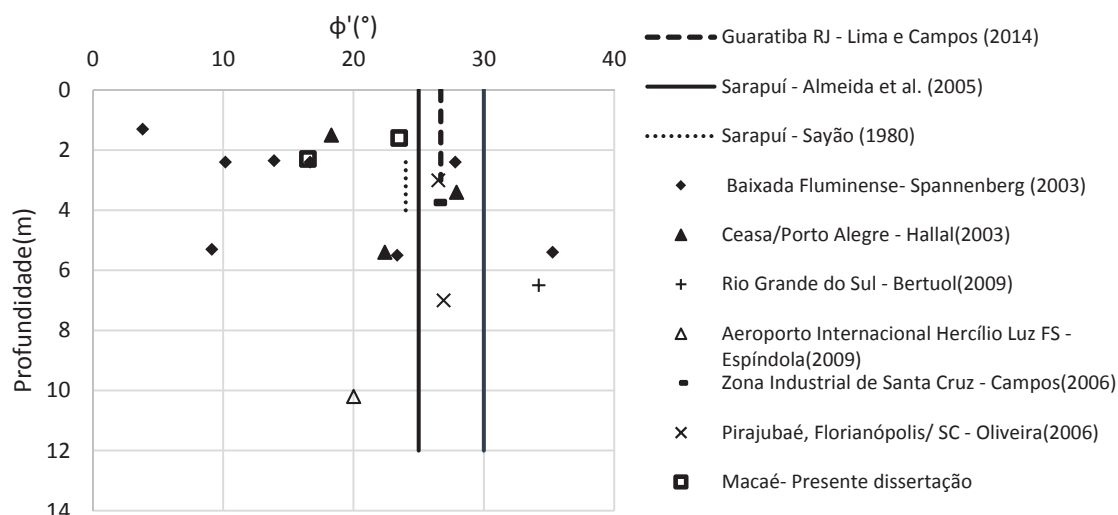 ϕ'(°)
0 10 20 30 40
0
2
4
6
8
10
12
14
Profundidade(m)
Guaratiba RJ - Lima e Campos (2014)
Sarapuí - Almeida et al. (2005)
Sarapuí - Sayão (1980)
Baixada Fluminense- Spannenberg (2003)
Ceasa/Porto Alegre - Hallal(2003)
Rio Grande do Sul - Bertuol(2009)
Aeroporto Internacional Hercílio Luz FS -
Espíndola(2009)
Zona Industrial de Santa Cruz - Campos(2006)
Pirajubaé, Florianópolis/ SC - Oliveira(2006)
Macaé- Presente dissertação